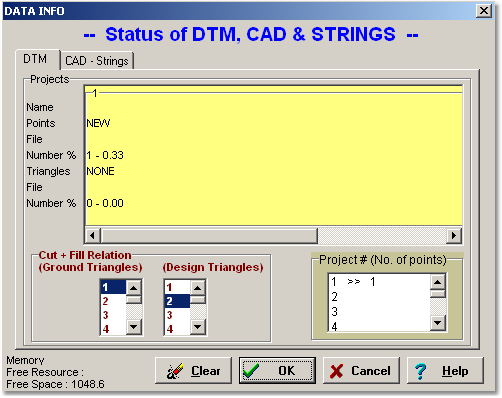 DATA INFO
-- Status of DTM, CAD & STRINGS --
DTM
CAD - Strings
Projects
1
Name
Points NEW
File
Number % 1 - 0.33
Triangles NONE
File
Number % 0 - 0.00
Cut + Fill Relation
(Ground Triangles) (Design Triangles)
1 1
2 2
3 3
4 4
Project # (No. of points)
1 >> 1
2
3
4
Memory
Free Resource :
Free Space : 1048.6
Clear
OK
Cancel
? Help